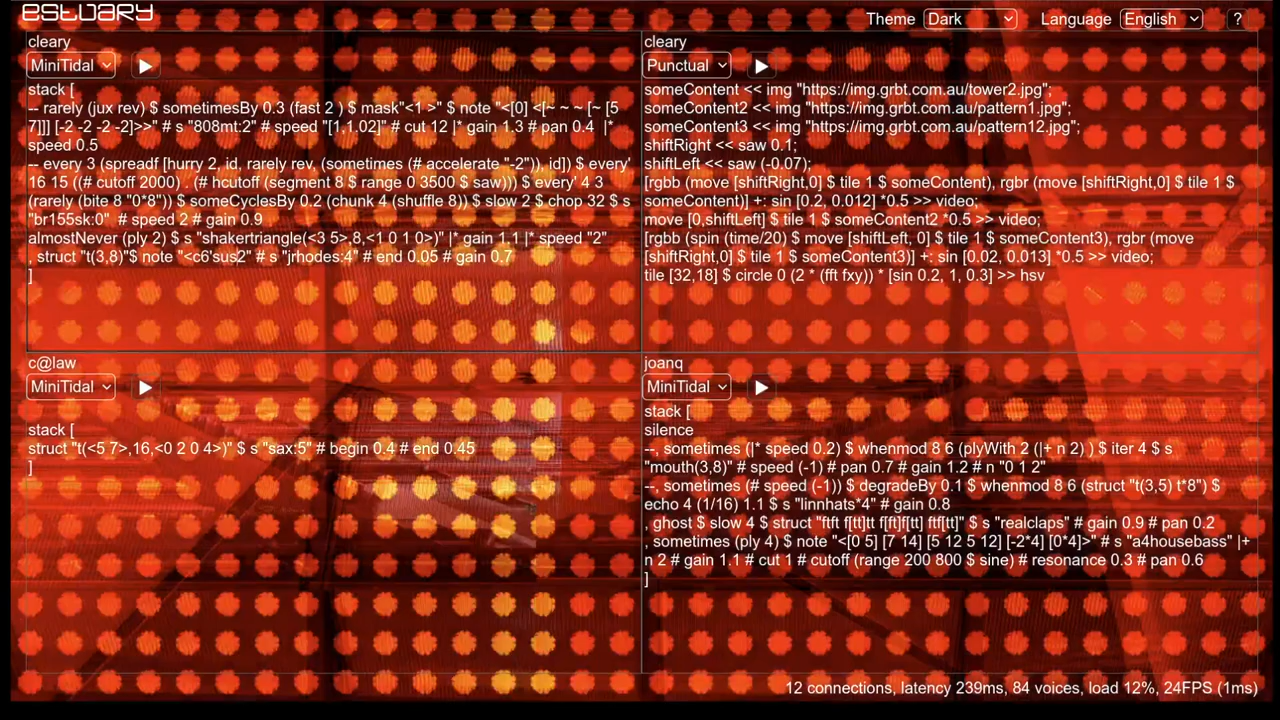 estuary
Theme Dark Language English ?
cleary
MiniTidal
stack [
-- rarely (jux rev) $ sometimesBy 0.3 (fast 2 ) $ mask"<1 >" $ note "<[0] <[~ ~ ~ [~ [5
7]]] [-2 -2 -2 -2]>>" # s "808mt:2" # speed "[1,1.02]" # cut 12 |* gain 1.3 # pan 0.4  |*
speed 0.5
-- every 3 (spreadf [hurry 2, id, rarely rev, (sometimes (# accelerate "-2")), id]) $ every'
16 15 ((# cutoff 2000) . (# hcutoff (segment 8 $ range 0 3500 $ saw))) $ every' 4 3
(rarely (bite 8 "0*8")) $ someCyclesBy 0.2 (chunk 4 (shuffle 8)) $ slow 2 $ chop 32 $ s
"br155sk:0"  # speed 2 # gain 0.9
almostNever (ply 2) $ s "shakertriangle(<3 5>,8,<1 0 1 0>)" |* gain 1.1 |* speed "2"
, struct "t(3,8)"$ note "<c6'sus2" # s "jrhodes:4" # end 0.05 # gain 0.7
]
cleary
Punctual
someContent << img "https://img.grbt.com.au/tower2.jpg";
someContent2 << img "https://img.grbt.com.au/pattern1.jpg";
someContent3 << img "https://img.grbt.com.au/pattern12.jpg";
shiftRight << saw 0.1;
shiftLeft << saw (-0.07);
[rgbb (move [shiftRight,0] $ tile 1 $ someContent), rgbr (move [shiftRight,0] $ tile 1 $
someContent)] +: sin [0.2, 0.012] *0.5 >> video;
move [0,shiftLeft] $ tile 1 $ someContent2 *0.5 >> video;
[rgbb (spin (time/20) $ move [shiftLeft, 0] $ tile 1 $ someContent3), rgbr (move
[shiftRight,0] $ tile 1 $ someContent3)] +: sin [0.02, 0.013] *0.5 >> video;
tile [32,18] $ circle 0 (2 * (fft fxy)) * [sin 0.2, 1, 0.3] >> hsv
c@law
MiniTidal
stack [
struct "t(<5 7>,16,<0 2 0 4>)" $ s "sax:5" # begin 0.4 # end 0.45
]
joanq
MiniTidal
stack [
silence
--, sometimes (|* speed 0.2) $ whenmod 8 6 (plyWith 2 (|+ n 2) ) $ iter 4 $ s
"mouth(3,8)" # speed (-1) # pan 0.7 # gain 1.2 # n "0 1 2"
--, sometimes (# speed (-1)) $ degradeBy 0.1 $ whenmod 8 6 (struct "t(3,5) t*8") $
echo 4 (1/16) 1.1 $ s "linnhats*4" # gain 0.8
, ghost $ slow 4 $ struct "ftft f[tt]tt f[ft]f[tt] ftf[tt]" $ s "realclaps" # gain 0.9 # pan 0.2
, sometimes (ply 4) $ note "<[0 5] [7 14] [5 12 5 12] [-2*4] [0*4]>" # s "a4housebass" |+
n 2 # gain 1.1 # cut 1 # cutoff (range 200 800 $ sine) # resonance 0.3 # pan 0.6
]
12 connections, latency 239ms, 84 voices, load 12%, 24FPS (1ms)